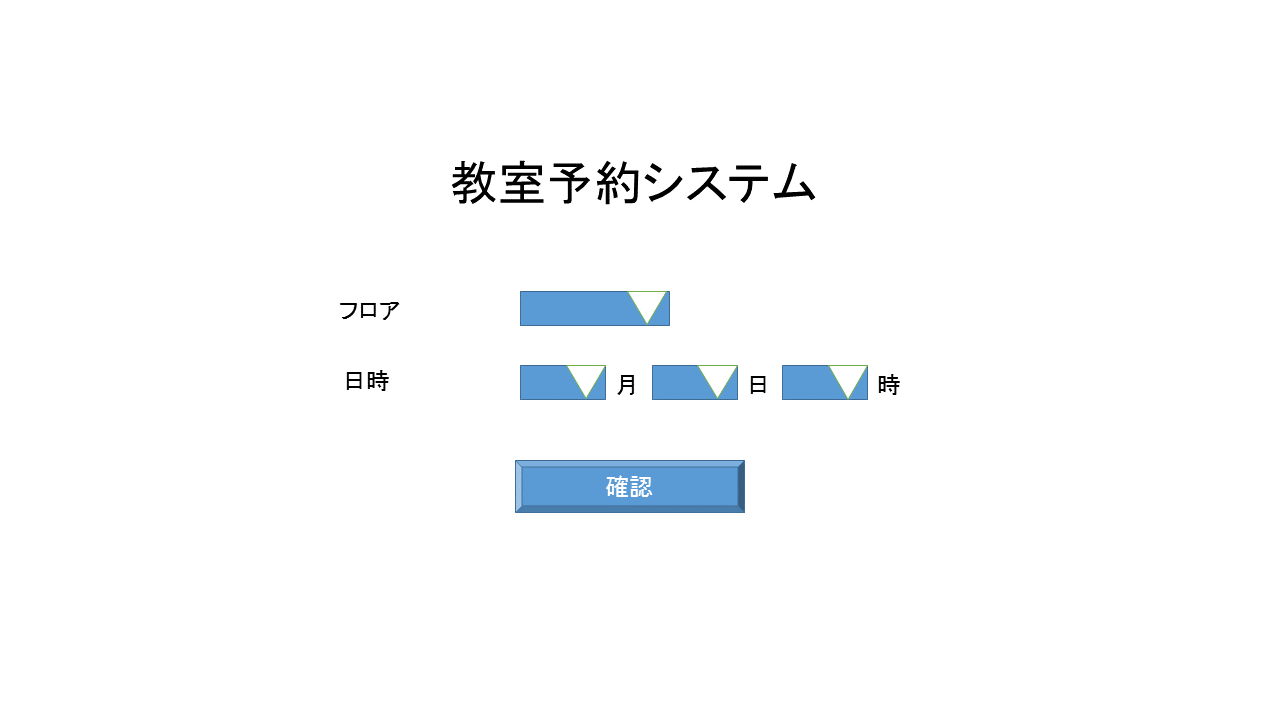 教室予約システム
フロア
日時 月 日 時
確認